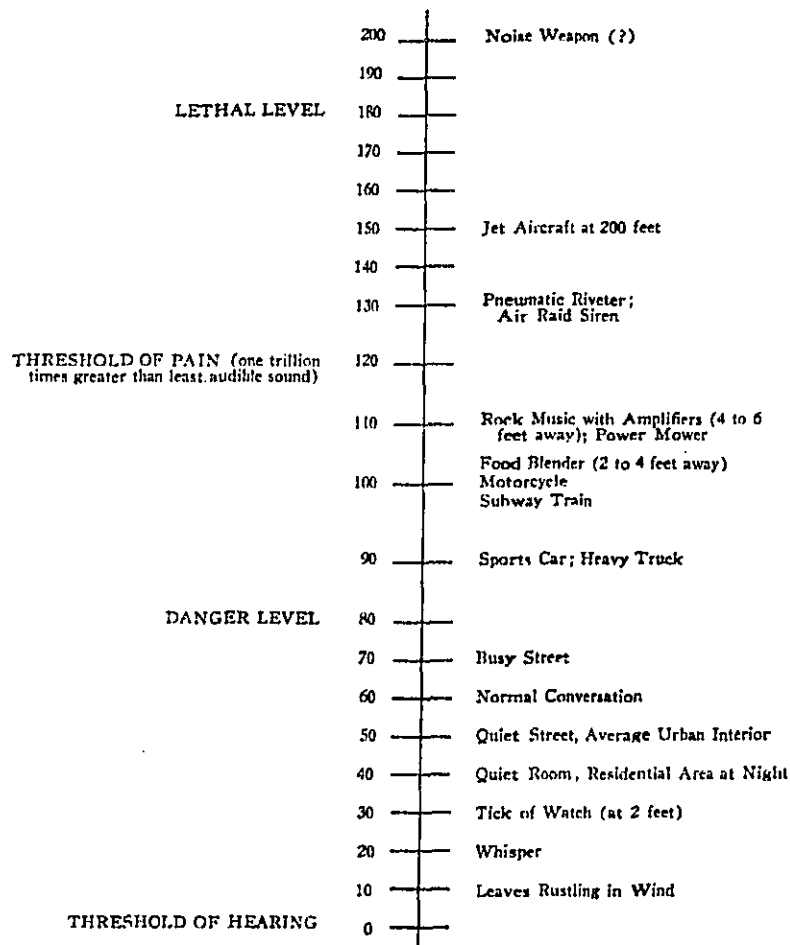 200 Noise Weapon (?)
190
LETHAL LEVEL 180
170
160
150 Jet Aircraft at 200 feet
140
130 Pneumatic Riveter;
Air Raid Siren
THRESHOLD OF PAIN (one trillion
times greater than least audible sound)
120
110 Rock Music with Amplifiers (4 to 6
feet away); Power Mower
Food Blender (2 to 4 feet away)
100 Motorcycle
Subway Train
90 Sports Car; Heavy Truck
DANGER LEVEL 80
70 Busy Street
60 Normal Conversation
50 Quiet Street, Average Urban Interior
40 Quiet Room, Residential Area at Night
30 Tick of Watch (at 2 feet)
20 Whisper
10 Leaves Rustling in Wind
THRESHOLD OF HEARING 0